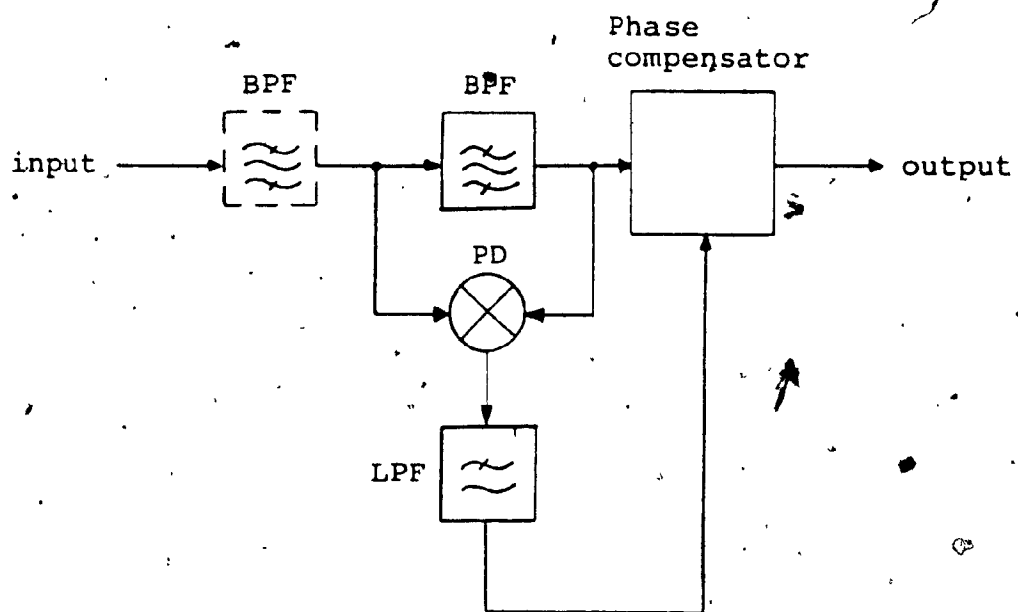 Phase
compensator
BPF
BPF
input
output
PD
LPF